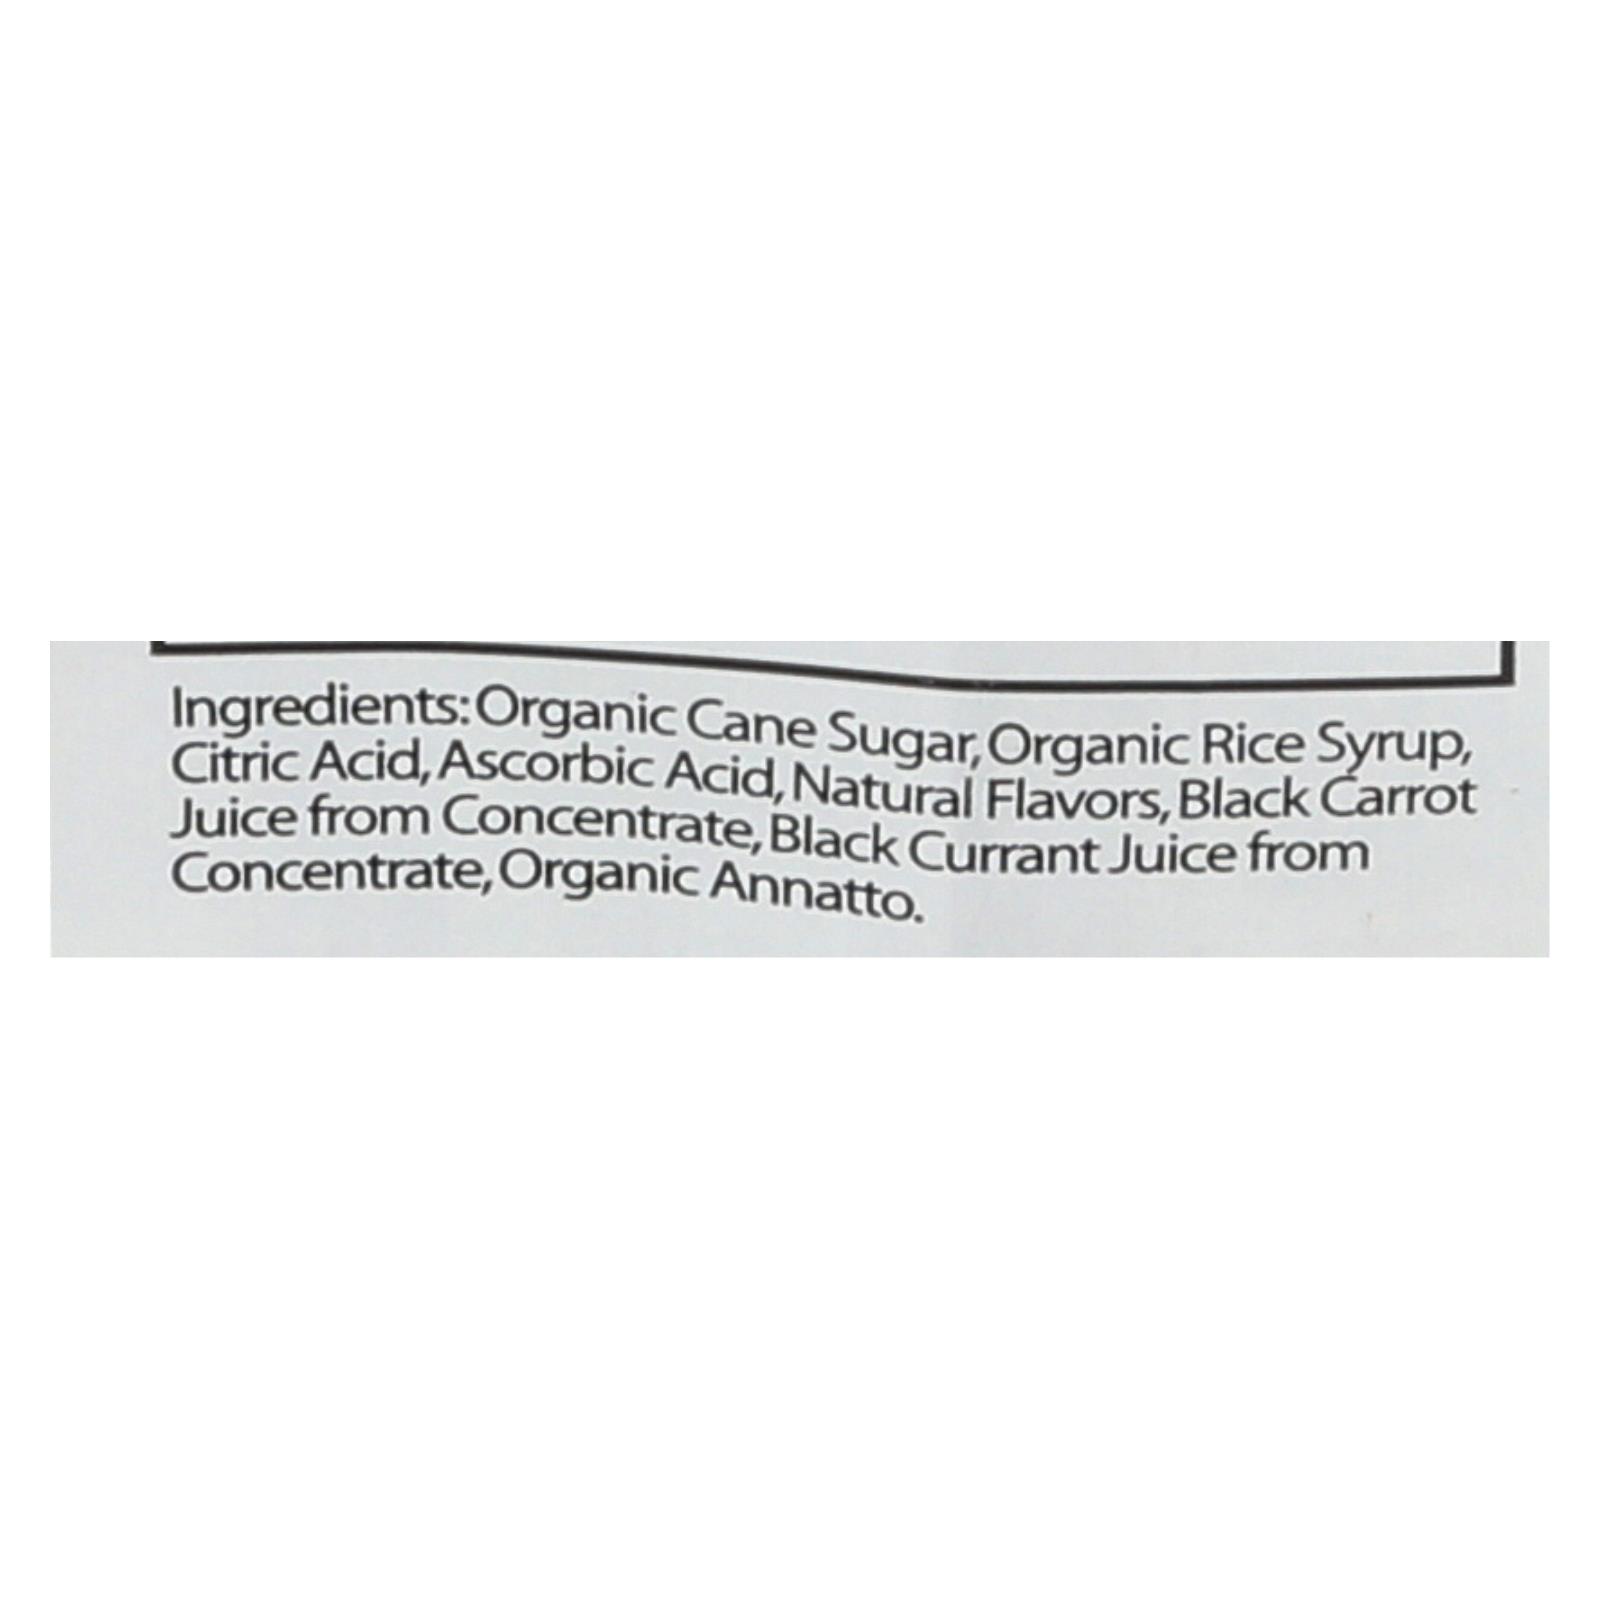 Ingredients: Organic Cane Sugar, Organic Rice Syrup,
Citric Acid, Ascorbic Acid, Natural Flavors, Black Carrot
Juice from Concentrate, Black Currant Juice from
Concentrate, Organic Annatto.